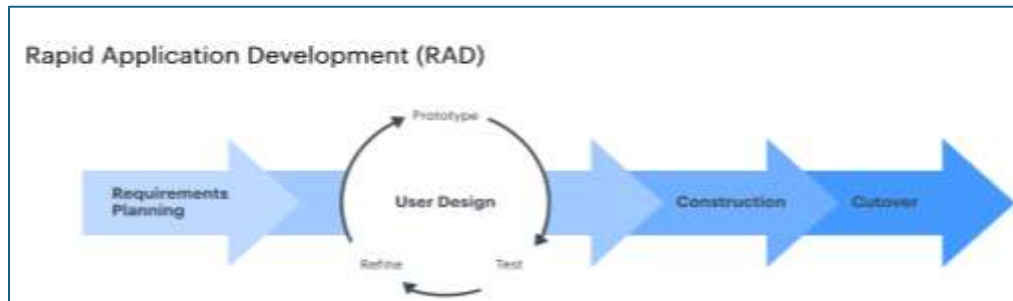 Rapid Application Development (RAD)
Prototype
Requirements
Planning
User Design
Construction
Cutover
Refine
Test